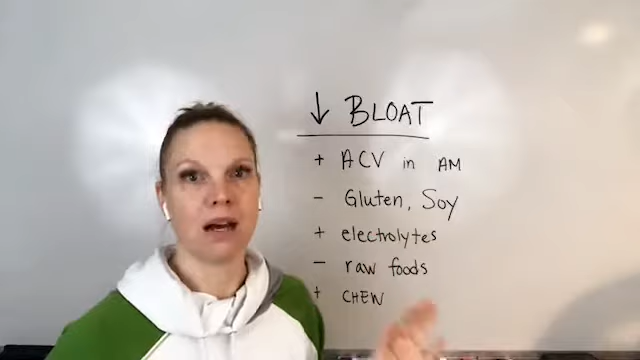 ↓ BLOAT
+ ACV in AM
- Gluten, Soy
+ electrolytes
- raw foods
+ CHEW